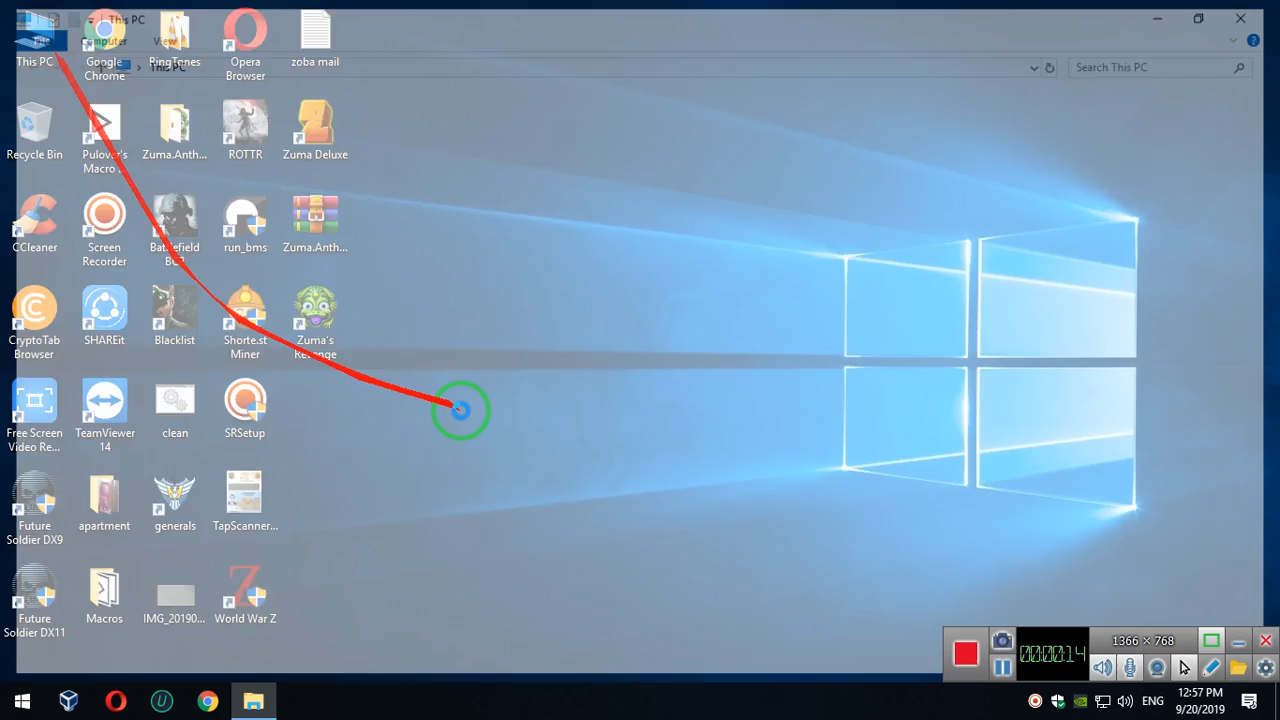 This PC
File
Computer
View
This PC
Search This PC
This PC
Google
Chrome
RingTones
Opera
Browser
zoba mail
Recycle Bin
Pulover's
Macro ...
Zuma.Anth...
ROTTR
Zuma Deluxe
CCleaner
Screen
Recorder
Battlefield
BC2
run_bms
Zuma.Anth...
CryptoTab
Browser
SHAREit
Blacklist
Shorte.st
Miner
Zuma's
Revenge
Free Screen
Video Re...
TeamViewer
14
clean
SRSetup
Future
Soldier DX9
apartment
generals
TapScanner...
Future
Soldier DX11
Macros
IMG_20190...
World War Z
00:00:14
1366 × 768
ENG
12:57 PM
9/20/2019